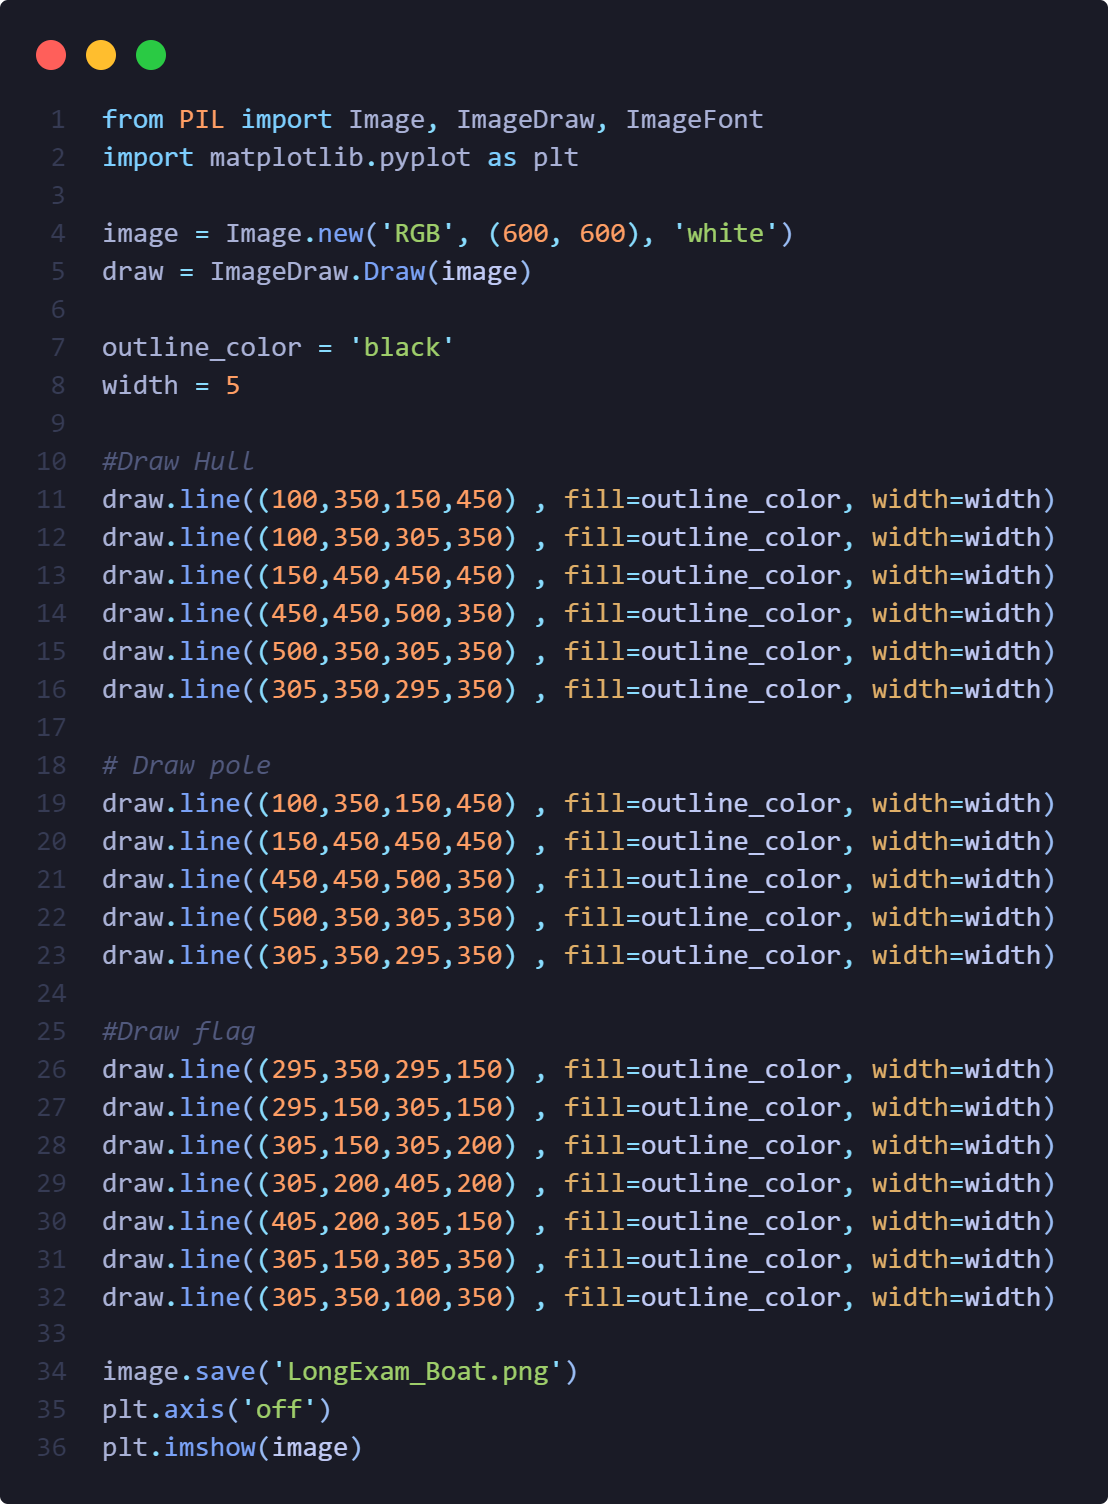 1 from PIL import Image, ImageDraw, ImageFont
2 import matplotlib.pyplot as plt
3
4 image = Image.new('RGB', (600, 600), 'white')
5 draw = ImageDraw.Draw(image)
6
7 outline_color = 'black'
8 width = 5
9
10 #Draw Hull
11 draw.line((100,350,150,450) , fill=outline_color, width=width)
12 draw.line((100,350,305,350) , fill=outline_color, width=width)
13 draw.line((150,450,450,450) , fill=outline_color, width=width)
14 draw.line((450,450,500,350) , fill=outline_color, width=width)
15 draw.line((500,350,305,350) , fill=outline_color, width=width)
16 draw.line((305,350,295,350) , fill=outline_color, width=width)
17
18 # Draw pole
19 draw.line((100,350,150,450) , fill=outline_color, width=width)
20 draw.line((150,450,450,450) , fill=outline_color, width=width)
21 draw.line((450,450,500,350) , fill=outline_color, width=width)
22 draw.line((500,350,305,350) , fill=outline_color, width=width)
23 draw.line((305,350,295,350) , fill=outline_color, width=width)
24
25 #Draw flag
26 draw.line((295,350,295,150) , fill=outline_color, width=width)
27 draw.line((295,150,305,150) , fill=outline_color, width=width)
28 draw.line((305,150,305,200) , fill=outline_color, width=width)
29 draw.line((305,200,405,200) , fill=outline_color, width=width)
30 draw.line((405,200,305,150) , fill=outline_color, width=width)
31 draw.line((305,150,305,350) , fill=outline_color, width=width)
32 draw.line((305,350,100,350) , fill=outline_color, width=width)
33
34 image.save('LongExam_Boat.png')
35 plt.axis('off')
36 plt.imshow(image)